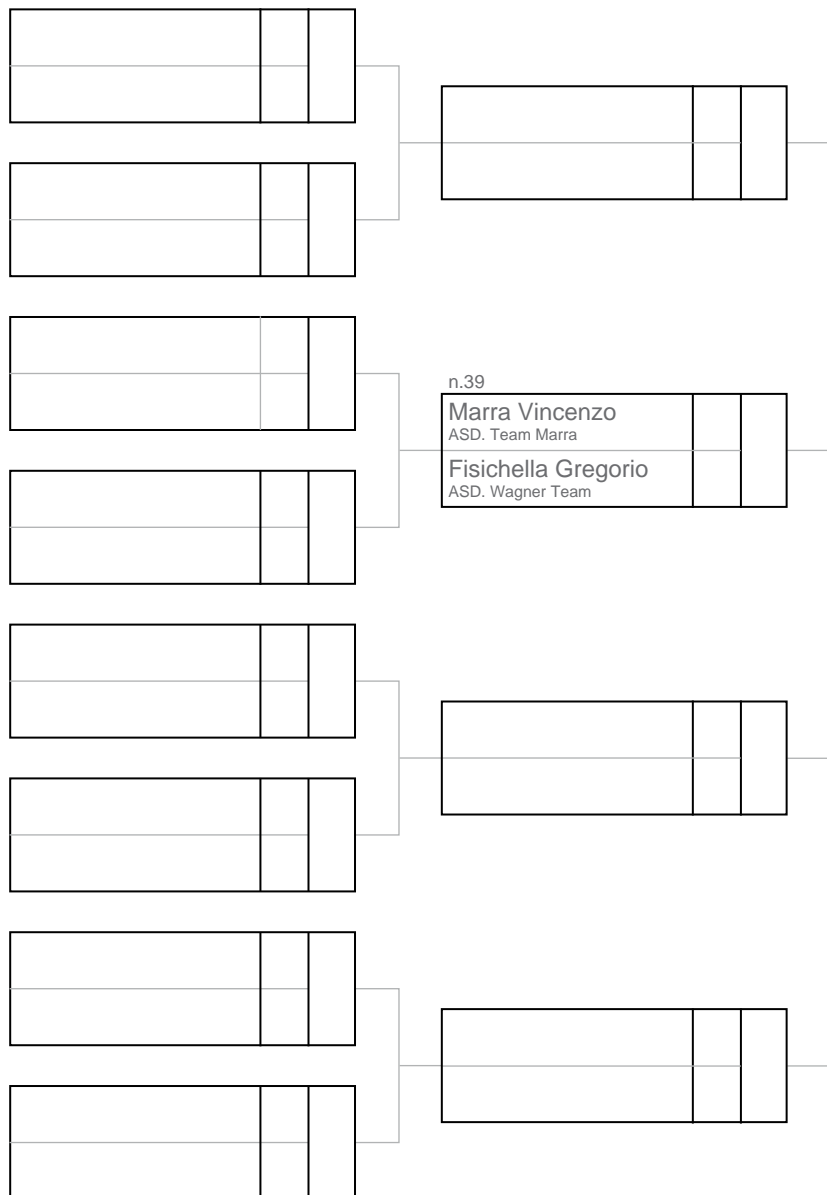 n.39
Marra Vincenzo
ASD. Team Marra
Fisichella Gregorio
ASD. Wagner Team